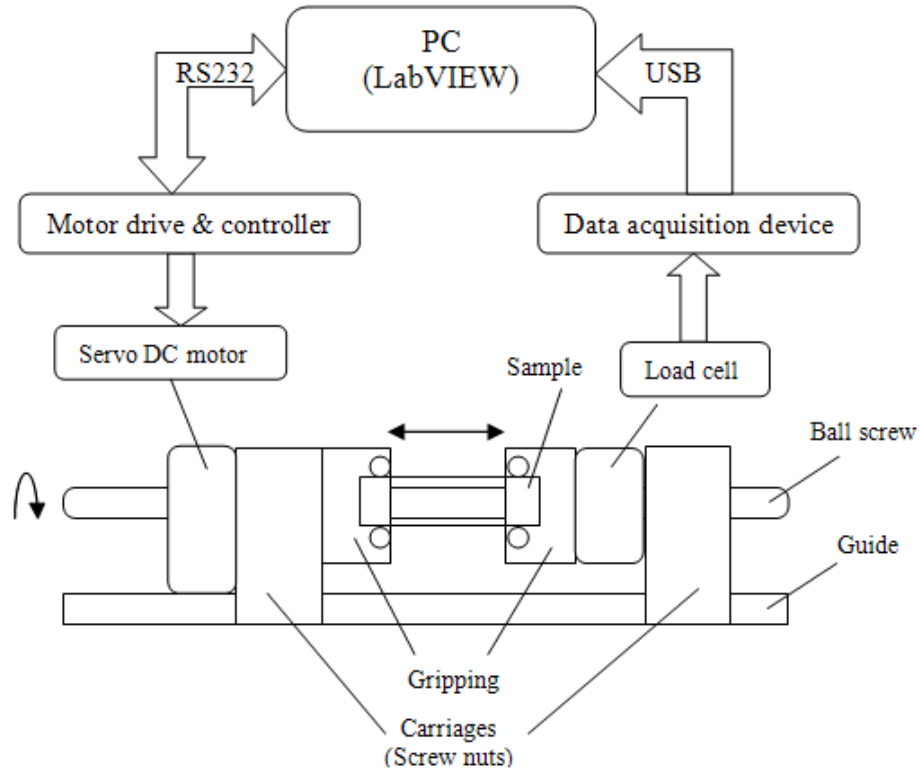 PC
(LabVIEW)
RS232
USB
Motor drive & controller
Data acquisition device
Servo DC motor
Sample
Load cell
Ball screw
Guide
Gripping
Carriages
(Screw nuts)